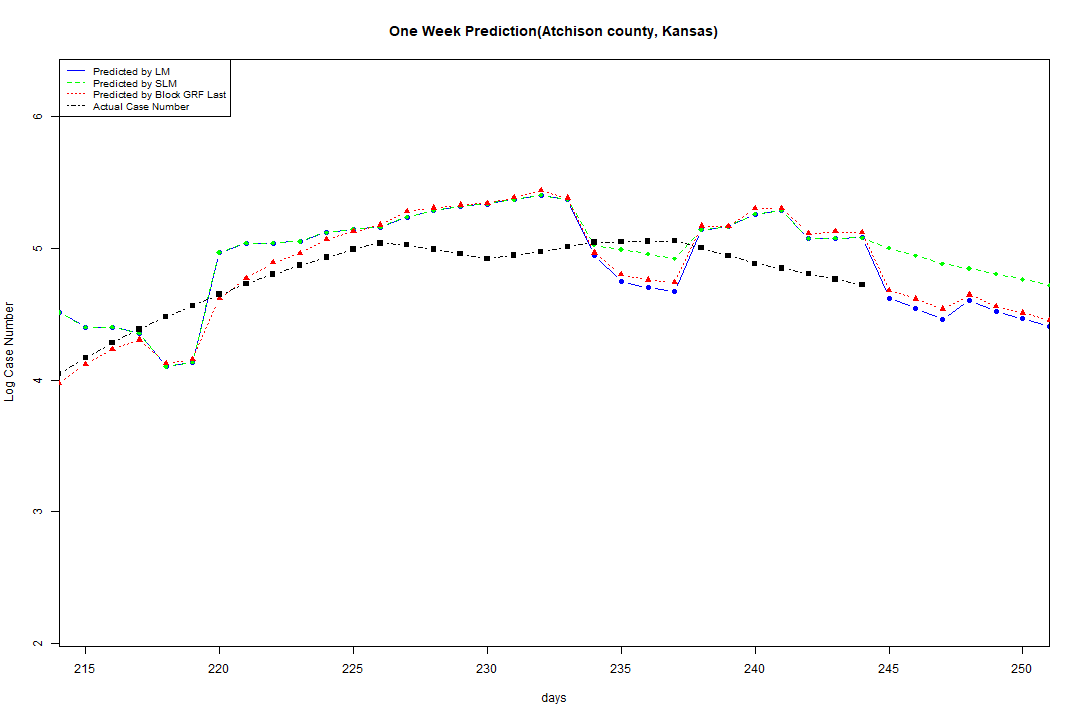 One Week Prediction(Atchison county, Kansas)
Predicted by LM
Predicted by SLM
Predicted by Block GRF Last
Actual Case Number
6
5
4
3
2
Log Case Number
215 220 225 230 235 240 245 250
days